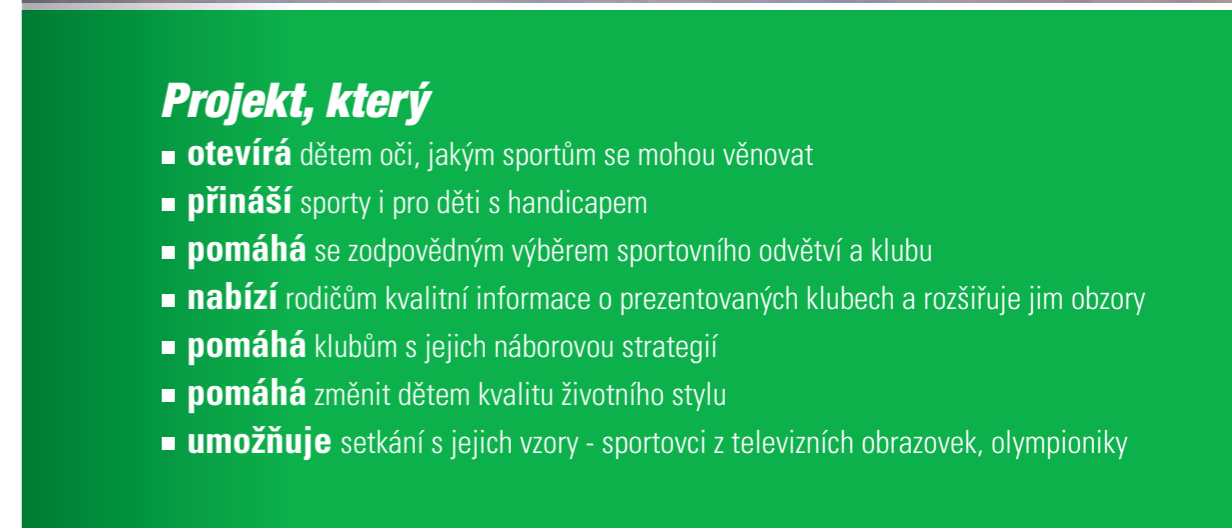 Projekt, který
▪ otevírá dětem oči, jakým sportům se mohou věnovat
▪ přináší sporty i pro děti s handicapem
▪ pomáhá se zodpovědným výběrem sportovního odvětví a klubu
▪ nabízí rodičům kvalitní informace o prezentovaných klubech a rozšiřuje jim obzory
▪ pomáhá klubům s jejich náborovou strategií
▪ pomáhá změnit dětem kvalitu životního stylu
▪ umožňuje setkání s jejich vzory - sportovci z televizních obrazovek, olympioniky